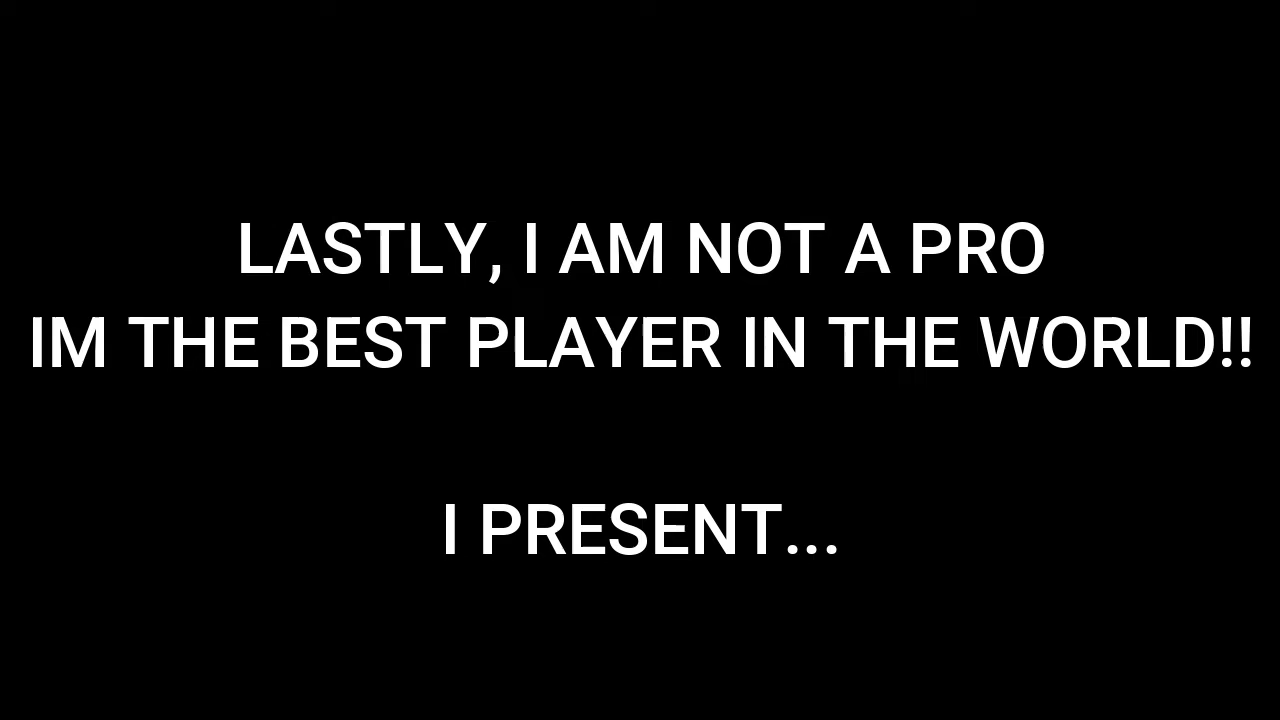 LASTLY, I AM NOT A PRO
IM THE BEST PLAYER IN THE WORLD!!
I PRESENT...